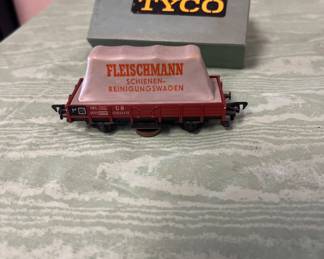 TYCO
FLEISCHMANN
SCHIENEN-
REINIGUNGSWAGEN